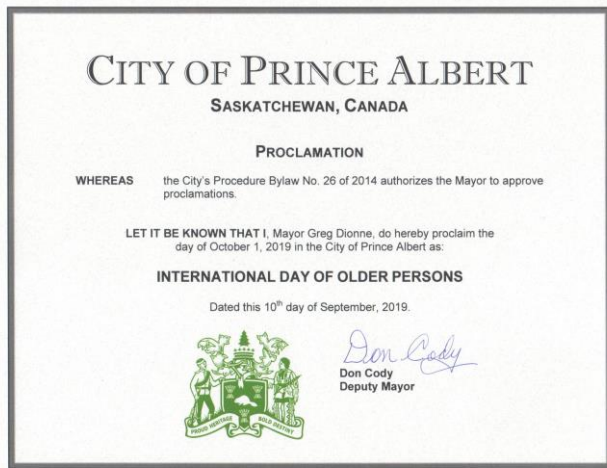 CITY OF PRINCE ALBERT
SASKATCHEWAN, CANADA
PROCLAMATION
WHEREAS the City's Procedure Bylaw No. 26 of 2014 authorizes the Mayor to approve
proclamations.
LET IT BE KNOWN THAT I, Mayor Greg Dionne, do hereby proclaim the
day of October 1, 2019 in the City of Prince Albert as:
INTERNATIONAL DAY OF OLDER PERSONS
Dated this 10th day of September, 2019.
Don Cody
Don Cody
Deputy Mayor
PROUD HERITAGE BOLD DESTINY